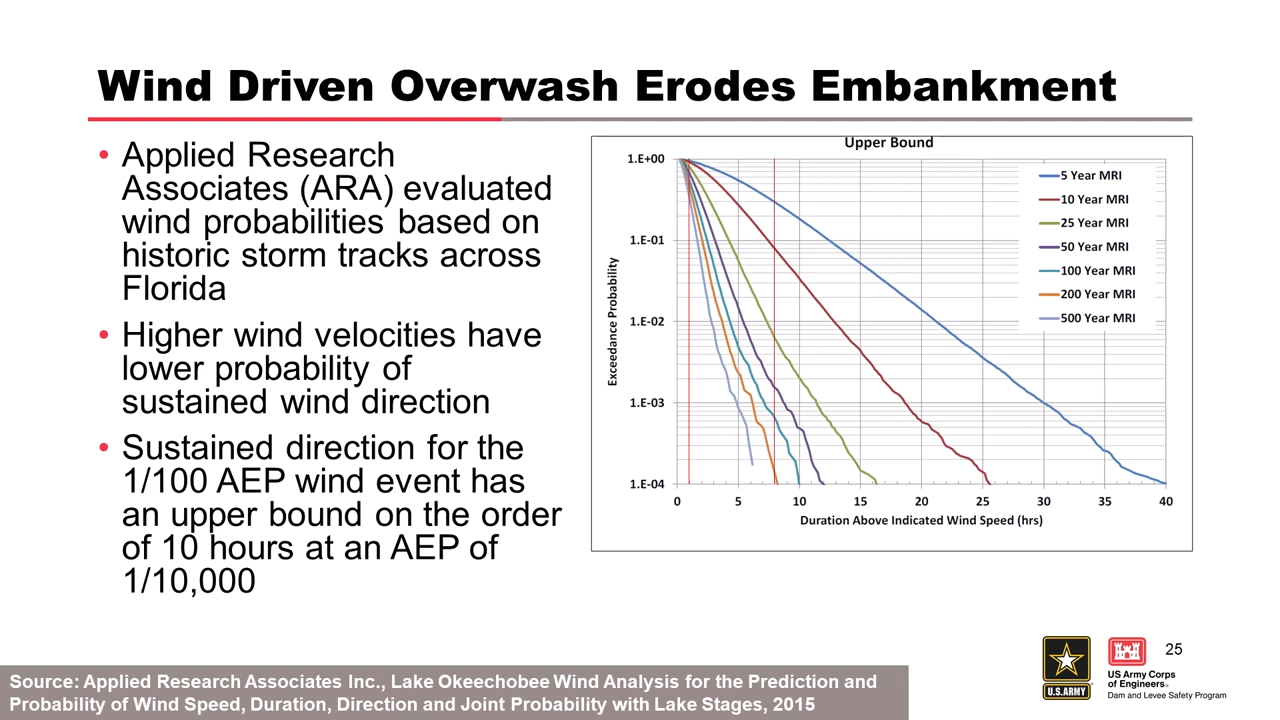 Wind Driven Overwash Erodes Embankment
• Applied Research
Associates (ARA) evaluated
wind probabilities based on
historic storm tracks across
Florida
• Higher wind velocities have
lower probability of
sustained wind direction
• Sustained direction for the
1/100 AEP wind event has
an upper bound on the order
of 10 hours at an AEP of
1/10,000
Upper Bound
1.E+00
1.E-01
1.E-02
1.E-03
1.E-04
Exceedance Probability
0 5 10 15 20 25 30 35 40
Duration Above Indicated Wind Speed (hrs)
5 Year MRI
10 Year MRI
25 Year MRI
50 Year MRI
100 Year MRI
200 Year MRI
500 Year MRI
Source: Applied Research Associates Inc., Lake Okeechobee Wind Analysis for the Prediction and
Probability of Wind Speed, Duration, Direction and Joint Probability with Lake Stages, 2015
U.S.ARMY
25
US Army Corps
of Engineers®
Dam and Levee Safety Program